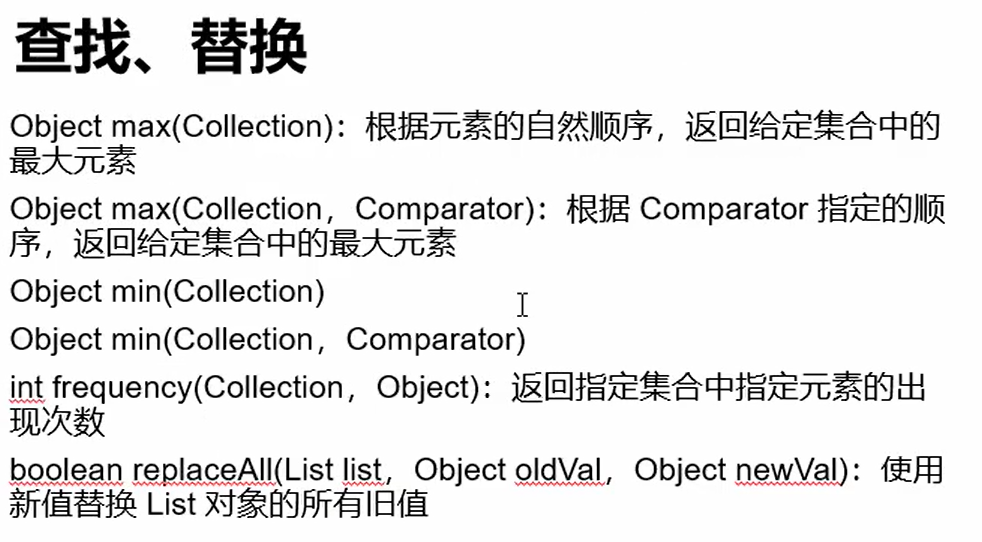 查找、替换
Object max(Collection)：根据元素的自然顺序，返回给定集合中的
最大元素
Object max(Collection，Comparator)：根据 Comparator 指定的顺
序，返回给定集合中的最大元素
Object min(Collection)
Object min(Collection，Comparator)
int frequency(Collection，Object)：返回指定集合中指定元素的出
现次数
boolean replaceAll(List list，Object oldVal，Object newVal)：使用
新值替换 List 对象的所有旧值